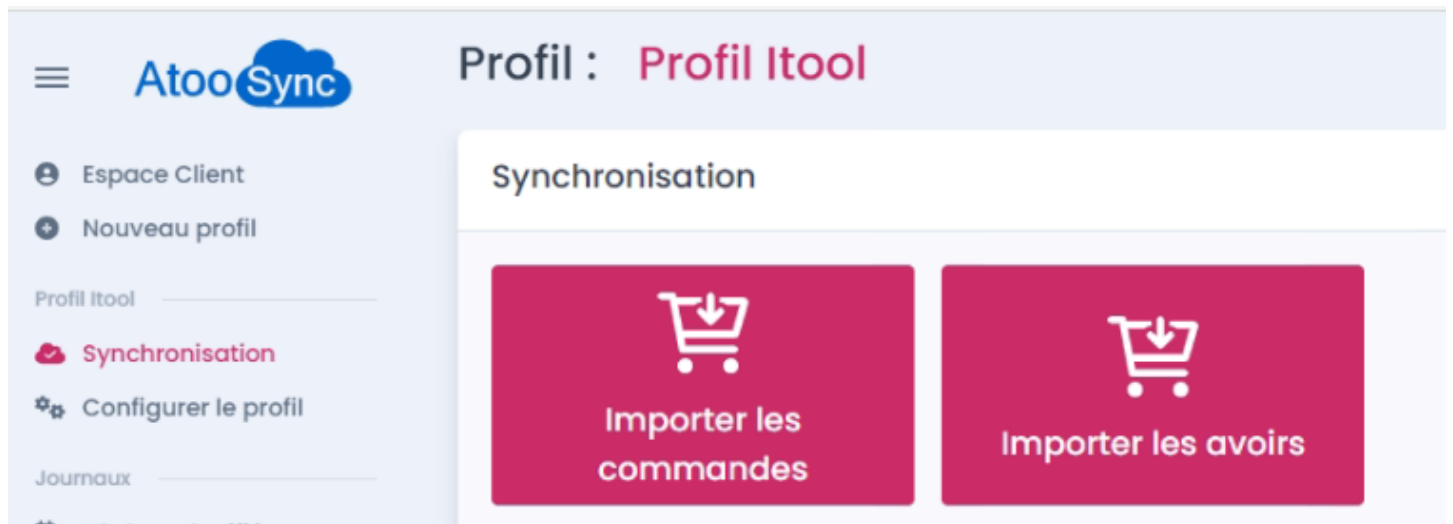 AtooSync
Profil : Profil Itool
Espace Client
Nouveau profil
Profil Itool
Synchronisation
Configurer le profil
Journaux
Synchronisation
Importer les
commandes
Importer les avoirs